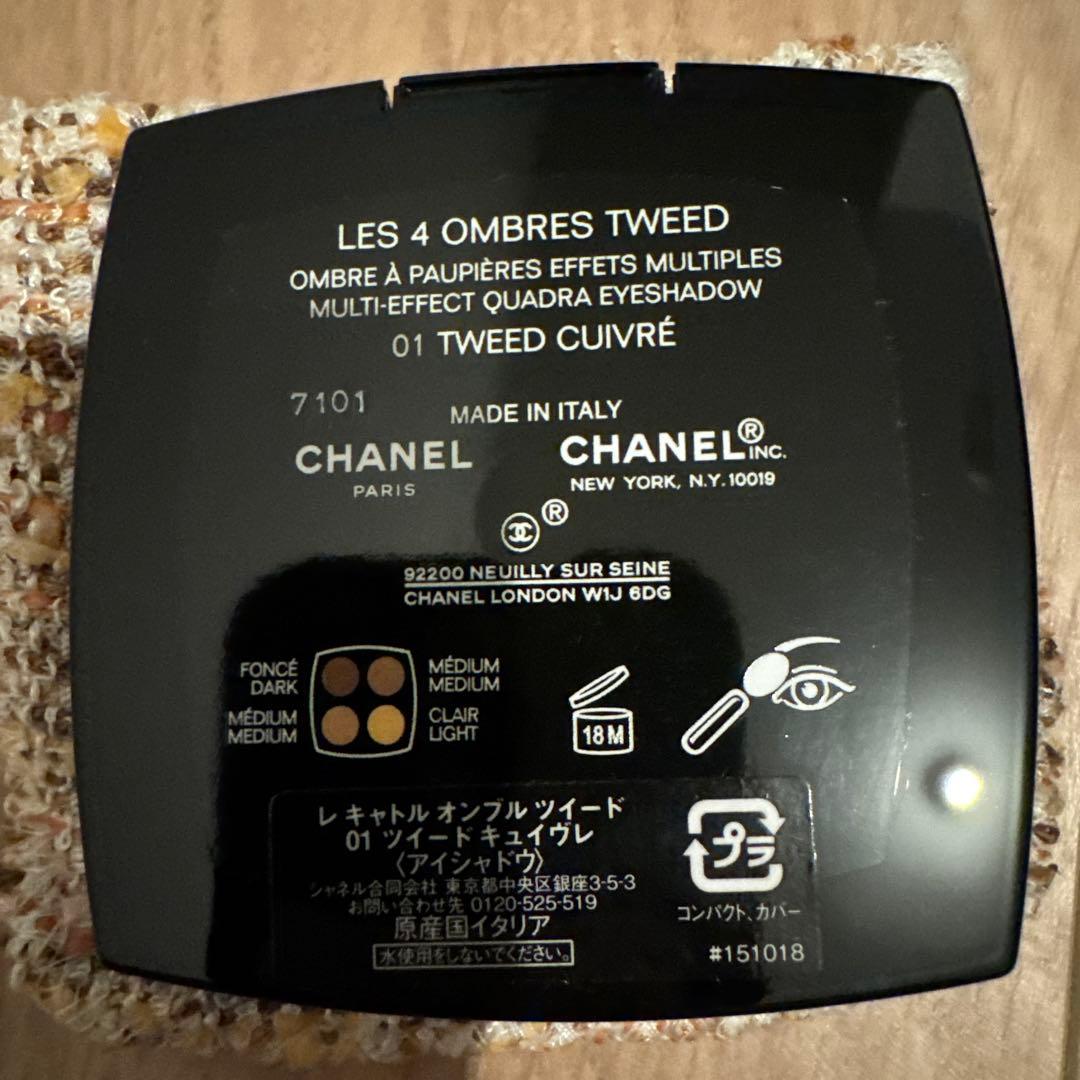 LES 4 OMBRES TWEED
OMBRE À PAUPIÈRES EFFETS MULTIPLES
MULTI-EFFECT QUADRA EYESHADOW
01 TWEED CUIVRÉ
7101
MADE IN ITALY
CHANEL
PARIS
CHANEL® INC.
NEW YORK, N.Y. 10019
®
92200 NEUILLY SUR SEINE
CHANEL LONDON W1J 6DG
FONCÉ
DARK
MÉDIUM
MEDIUM
MÉDIUM
MEDIUM
CLAIR
LIGHT
18M
レ キャトル オンブル ツイード
01 ツイード キュイヴレ
〈アイシャドウ〉
シャネル合同会社 東京都中央区銀座3-5-3
お問い合わせ先 0120-525-519
原産国イタリア
水使用をしないでください。
プラ
コンパクト、カバー
#151018